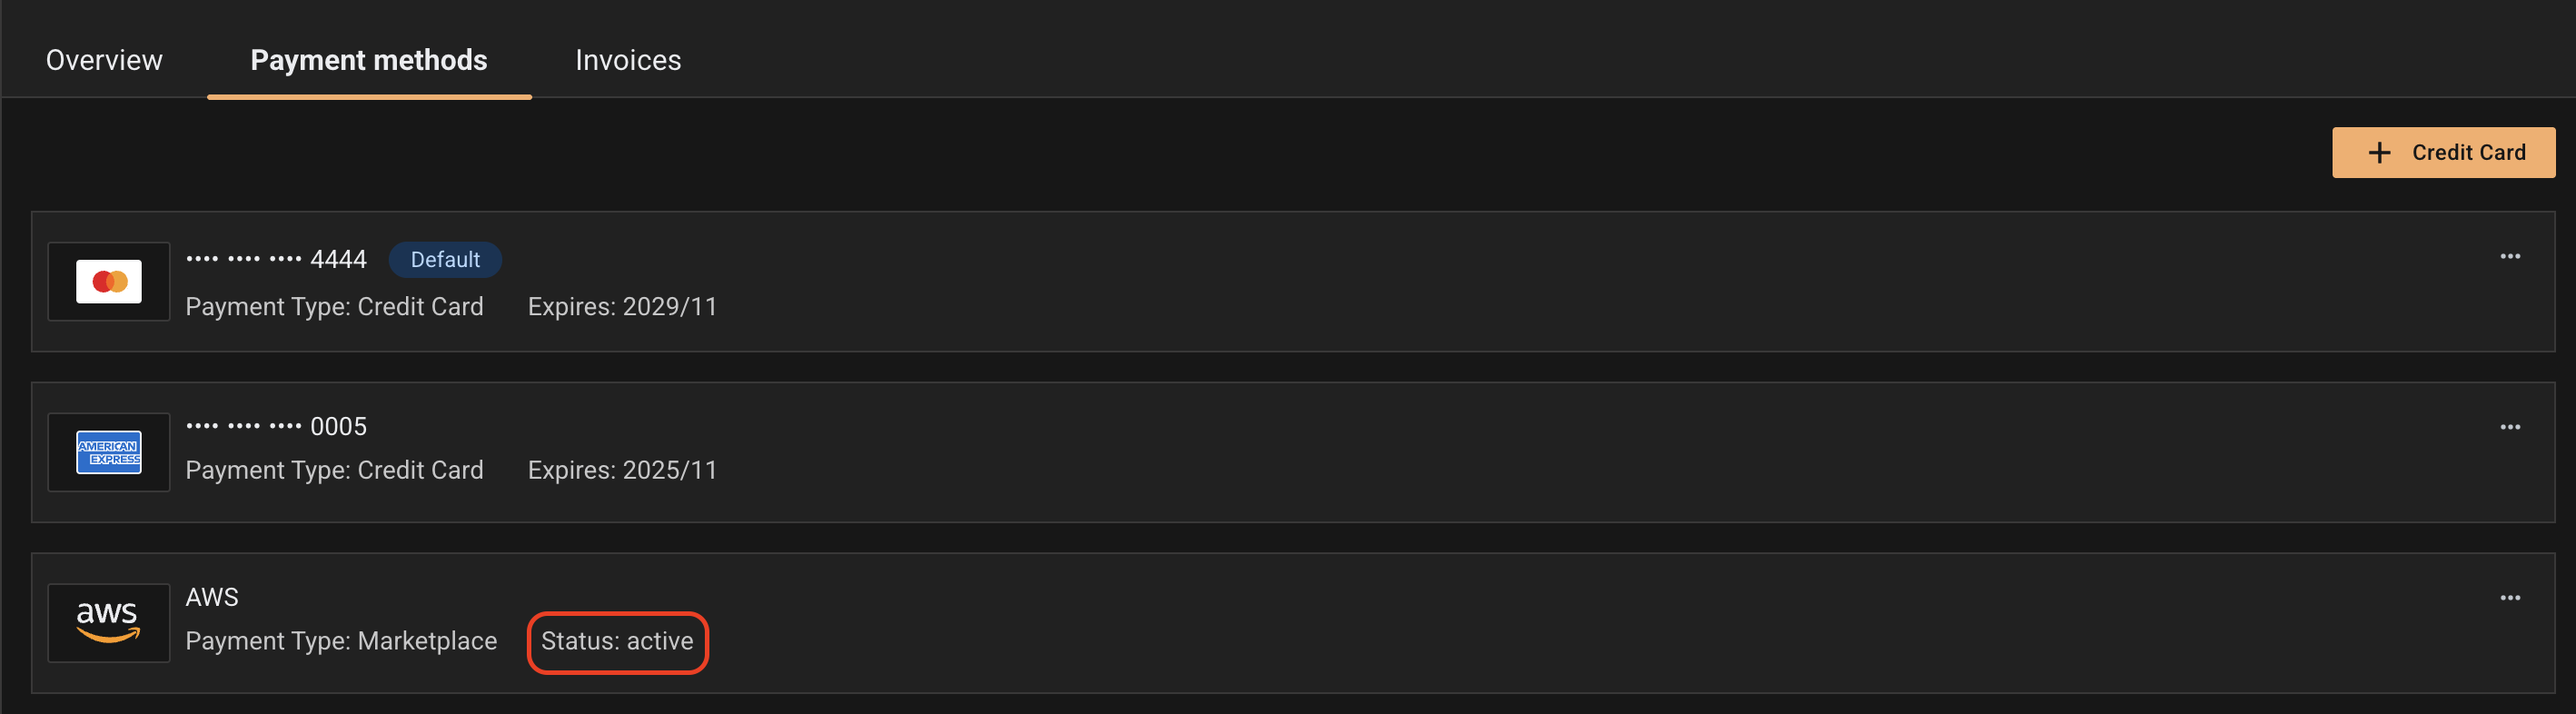 Overview Payment methods Invoices
+ Credit Card
•••• •••• •••• 4444 Default
Payment Type: Credit Card Expires: 2029/11
•••• •••• •••• 0005
AMERICAN
EXPRESS
Payment Type: Credit Card Expires: 2025/11
aws
AWS
Payment Type: Marketplace Status: active